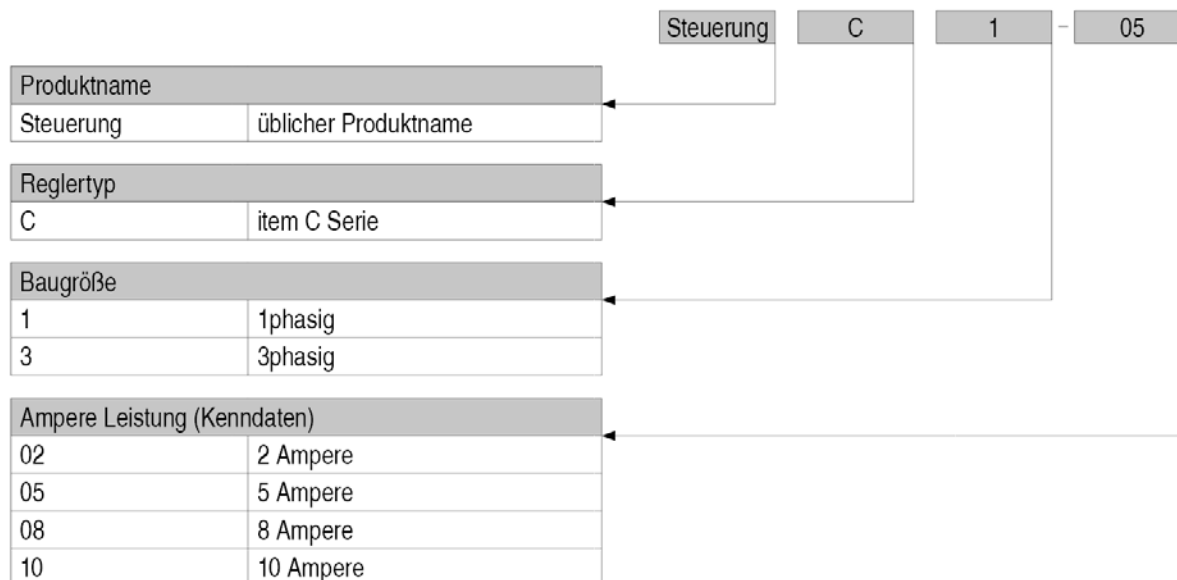 Steuerung C 1 - 05
Produktname
Steuerung üblicher Produktname
Reglertyp
C item C Serie
Baugröße
1 1phasig
3 3phasig
Ampere Leistung (Kenndaten)
02 2 Ampere
05 5 Ampere
08 8 Ampere
10 10 Ampere